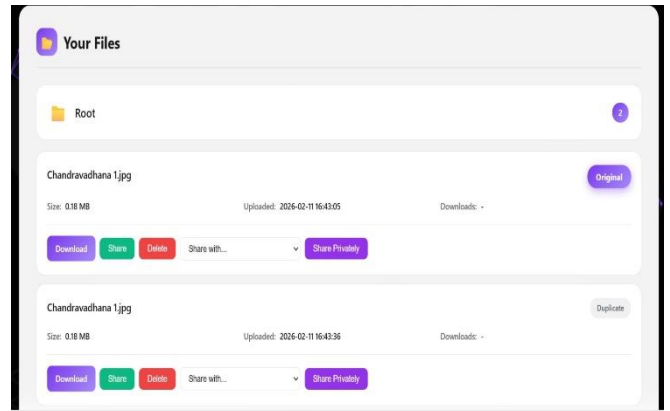 Your Files
Root
2
Chandravadhana 1.jpg
Original
Size: 0.18 MB Uploaded: 2026-02-11 16:43:05 Downloads: -
Download Share Delete Share with... Share Privately
Chandravadhana 1.jpg
Duplicate
Size: 0.18 MB Uploaded: 2026-02-11 16:43:36 Downloads: -
Download Share Delete Share with... Share Privately